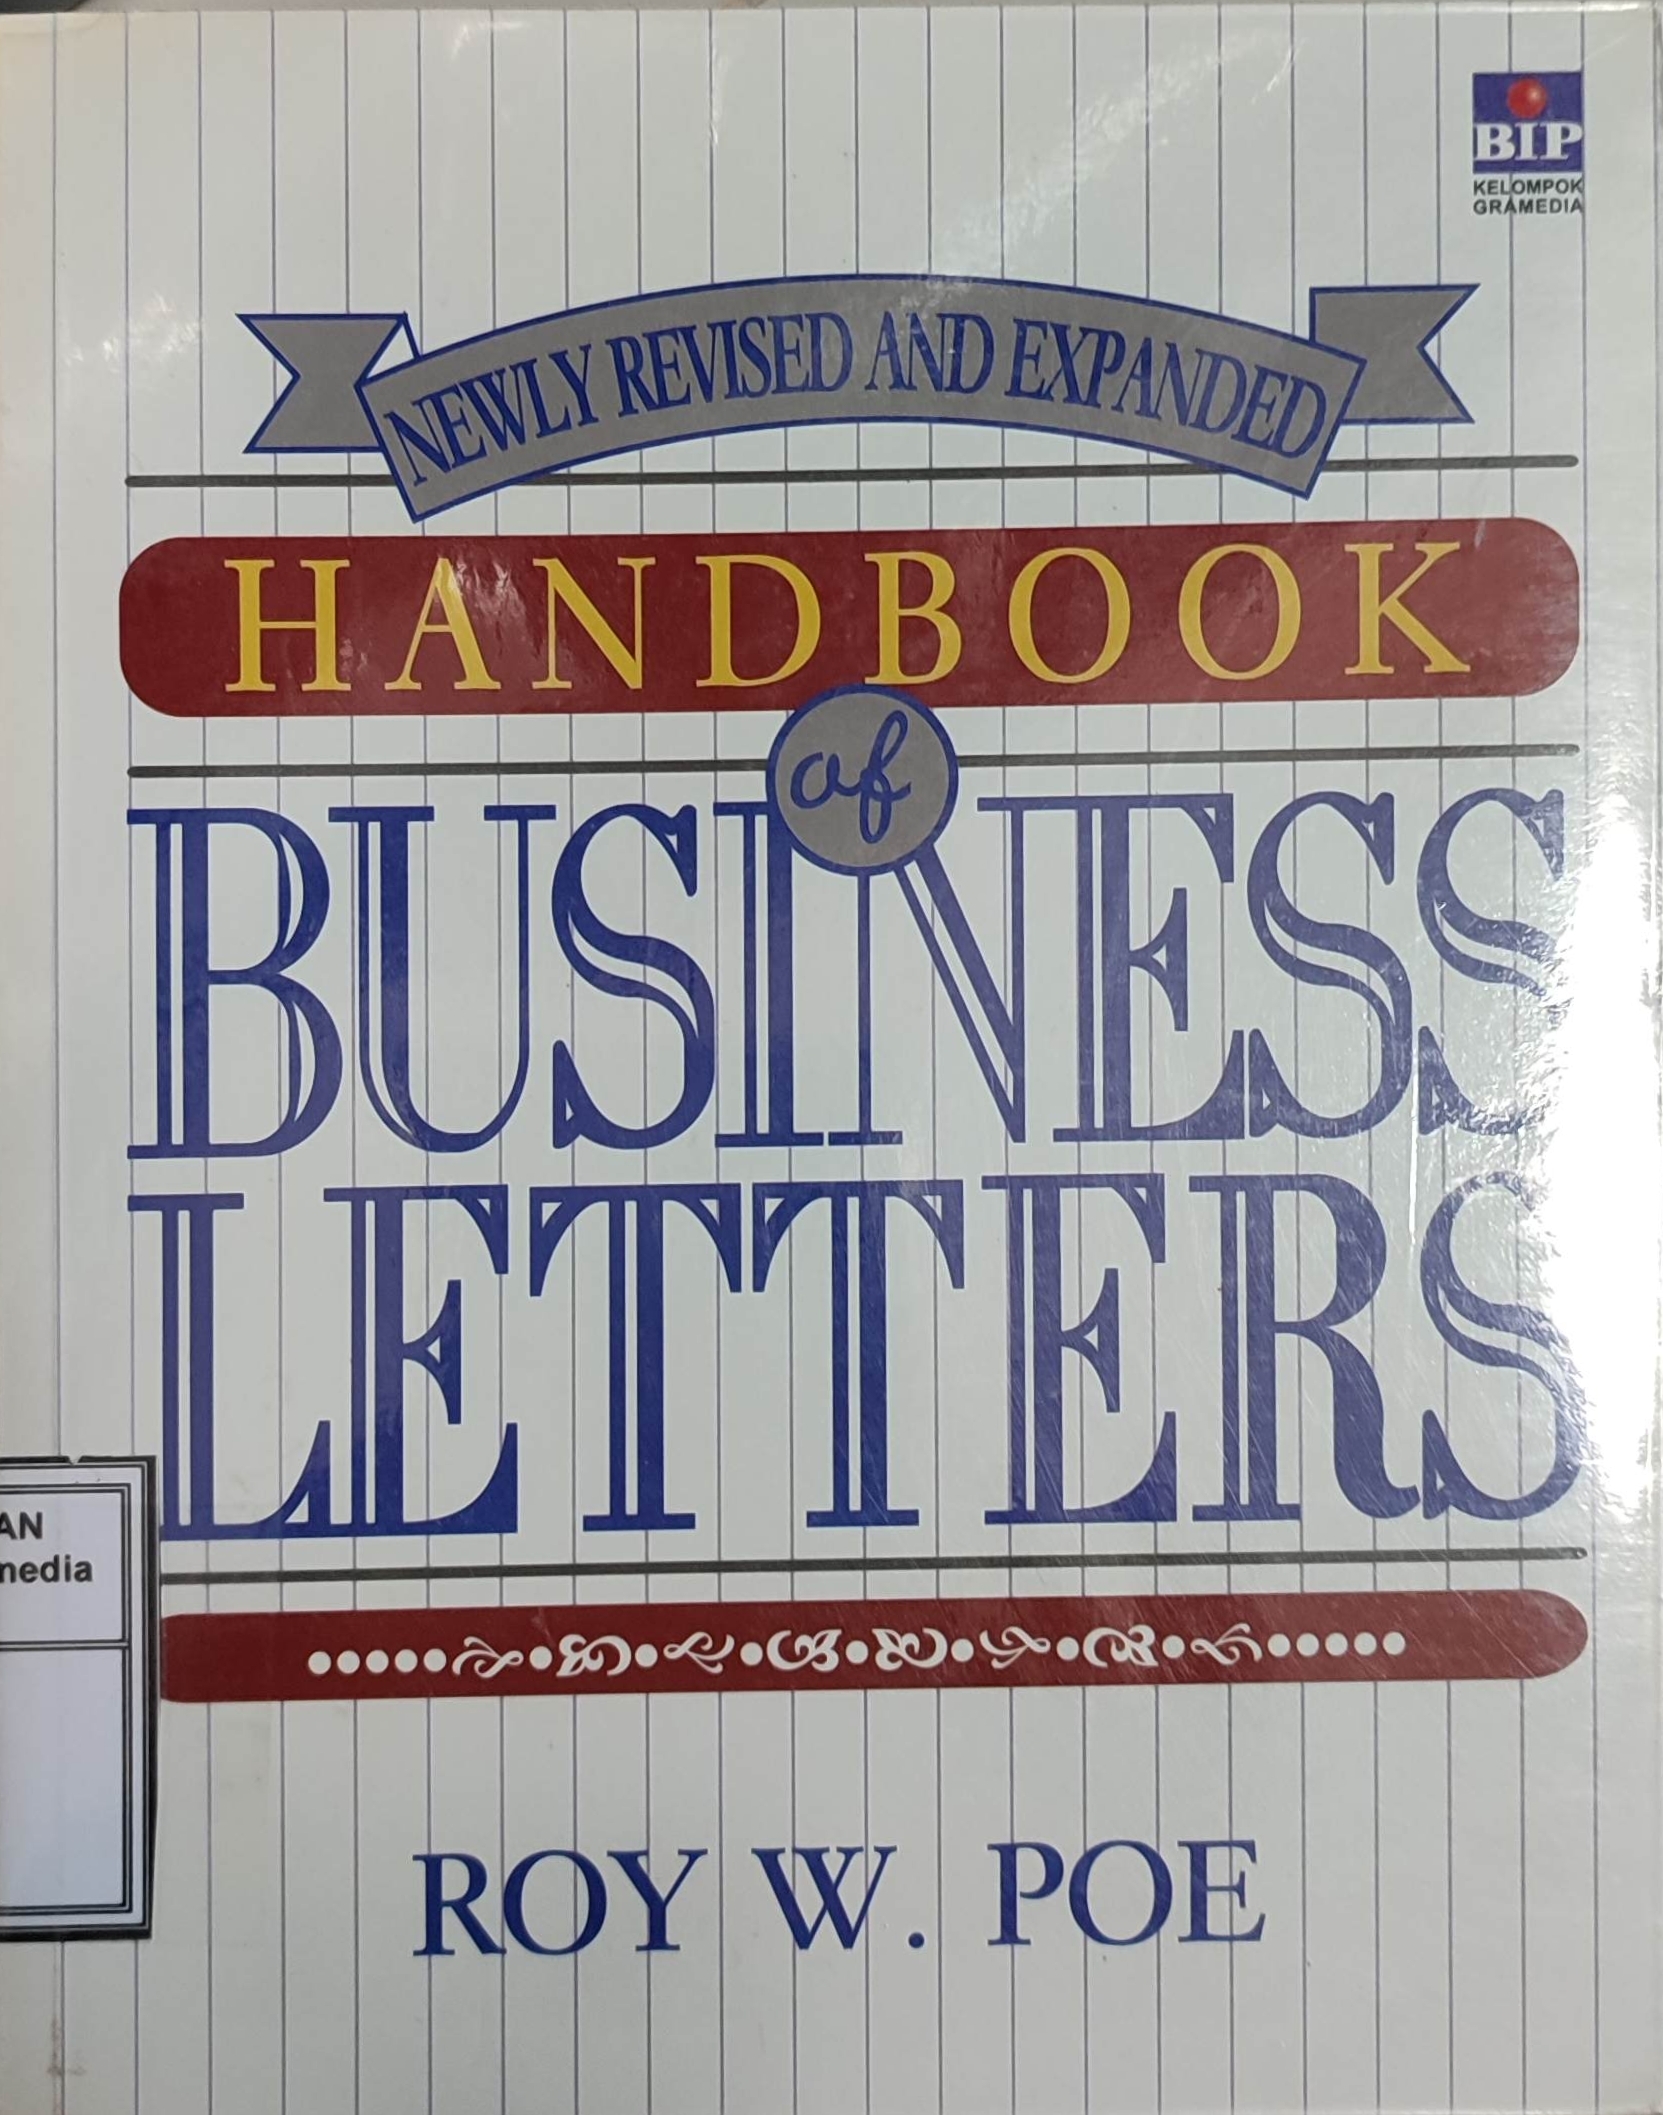 BIP
KELOMPOK
GRAMEDIA
NEWLY REVISED AND EXPANDED
HANDBOOK
of
BUSINESS
LETTERS
AN
media
ROY W. POE